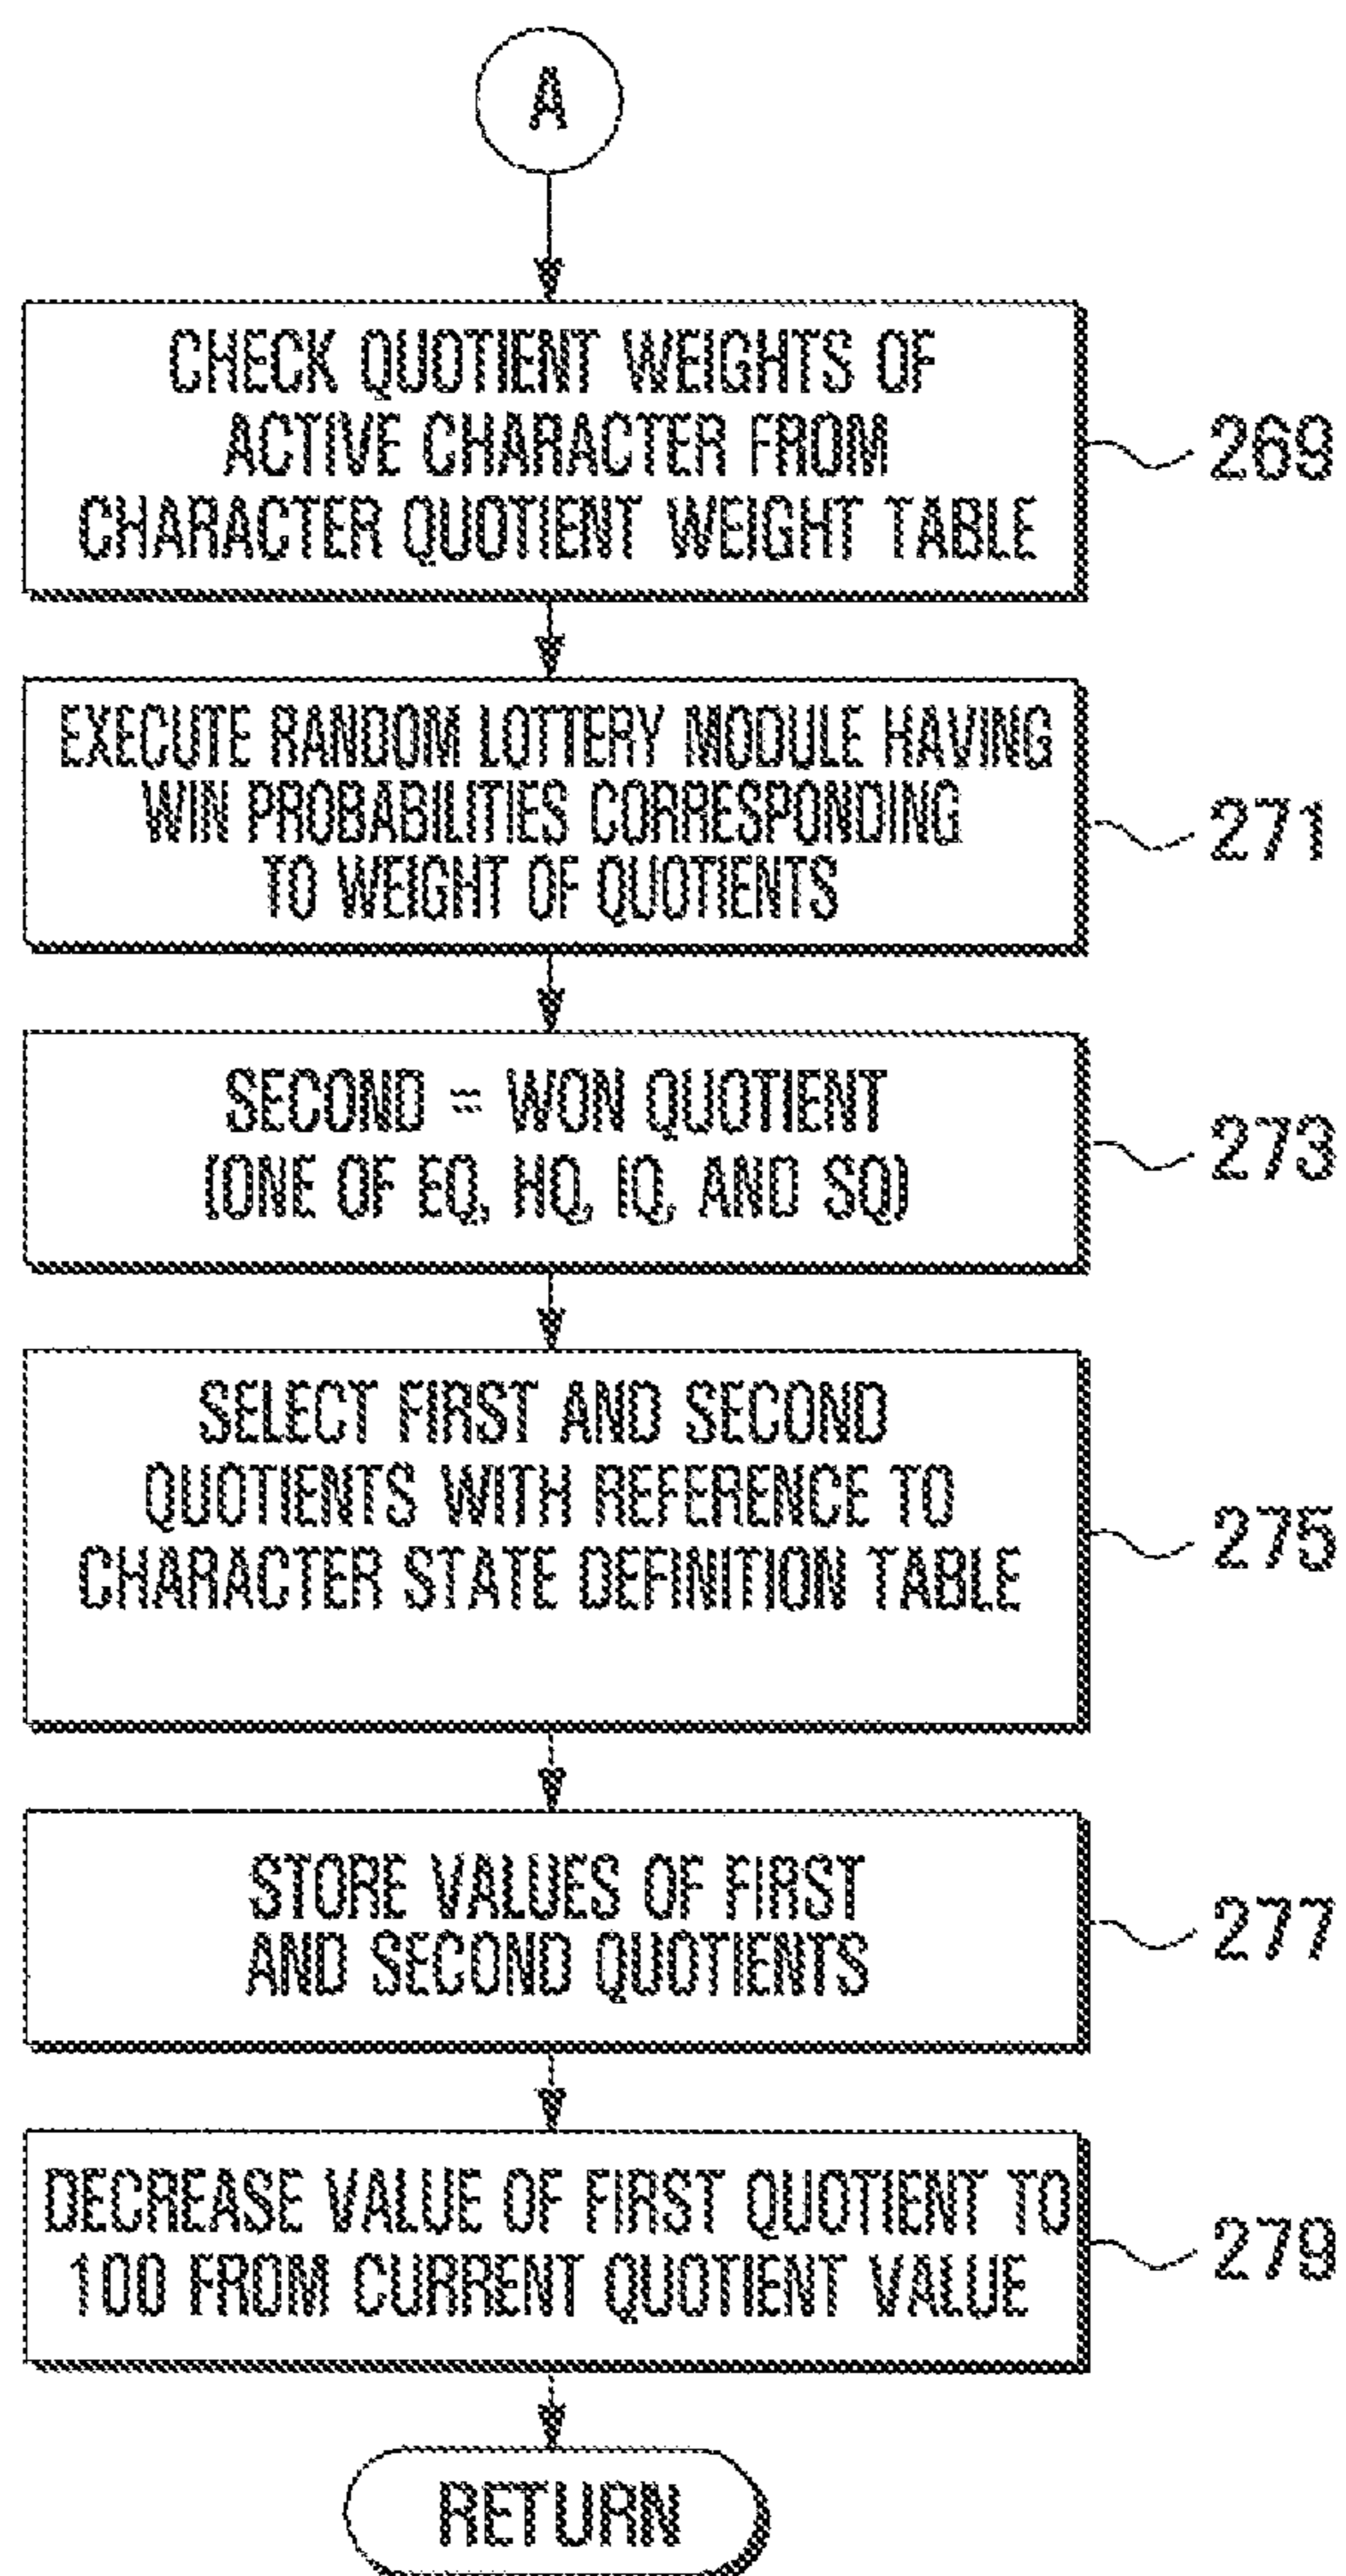 A
CHECK QUOTIENT WEIGHTS OF
ACTIVE CHARACTER FROM
CHARACTER QUOTIENT WEIGHT TABLE
269
EXECUTE RANDOM LOTTERY MODULE HAVING
WIN PROBABILITIES CORRESPONDING
TO WEIGHT OF QUOTIENTS
271
SECOND = WON QUOTIENT
(ONE OF EQ, HQ, IQ, AND SQ)
273
SELECT FIRST AND SECOND
QUOTIENTS WITH REFERENCE TO
CHARACTER STATE DEFINITION TABLE
275
STORE VALUES OF FIRST
AND SECOND QUOTIENTS
277
DECREASE VALUE OF FIRST QUOTIENT TO
100 FROM CURRENT QUOTIENT VALUE
279
RETURN